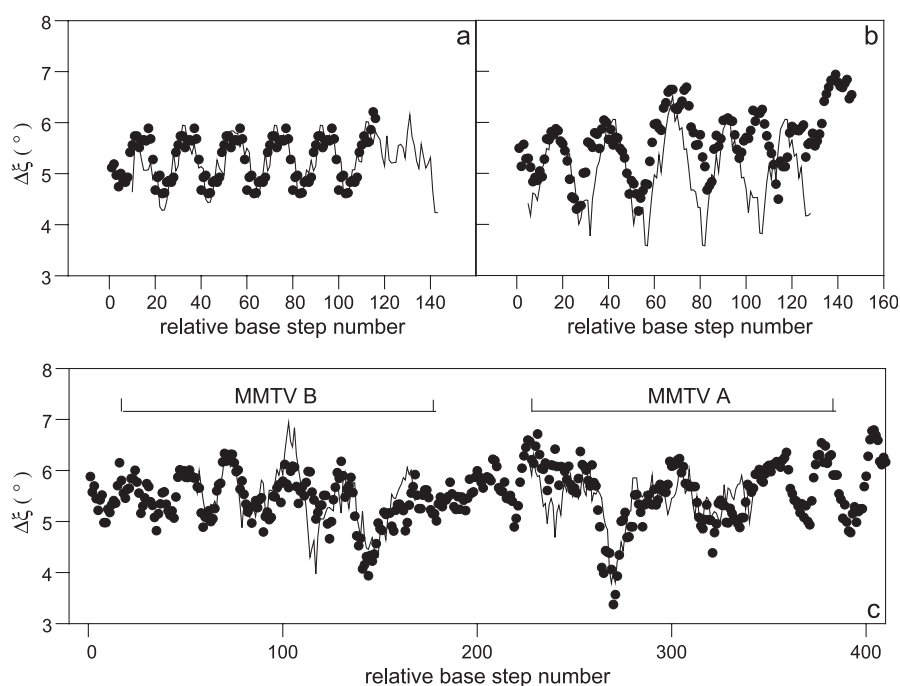 8
7
6
5
4
3
Δξ ( ° )
a
b
0 20 40 60 80 100 120 140
0 20 40 60 80 100 120 140 160
relative base step number
relative base step number
8
7
6
5
4
3
Δξ ( ° )
MMTV B
MMTV A
c
0 100 200 300 400
relative base step number